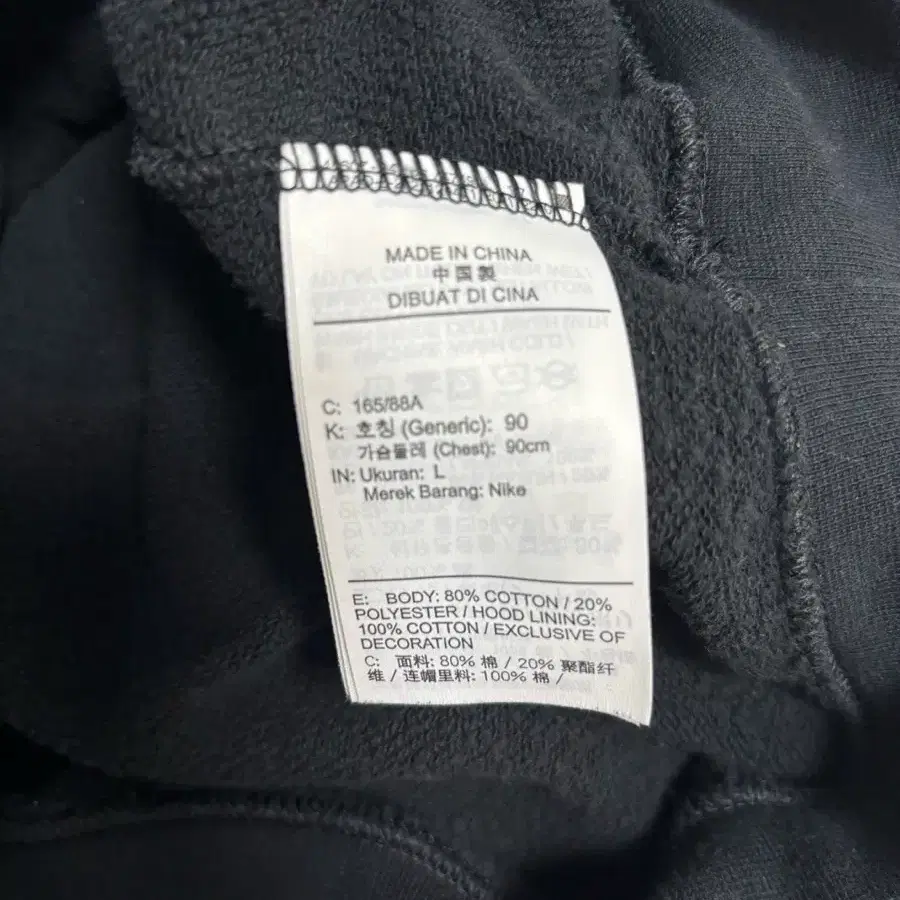 MADE IN CHINA
中国製
DIBUAT DI CINA
C: 165/88A
K: 호칭 (Generic): 90
가슴둘레 (Chest): 90cm
IN: Ukuran: L
Merek Barang: Nike
E: BODY: 80% COTTON / 20%
POLYESTER / HOOD LINING:
100% COTTON / EXCLUSIVE OF
DECORATION
C: 面料: 80% 棉 / 20% 聚酯纤
维 / 连帽里料: 100% 棉 /